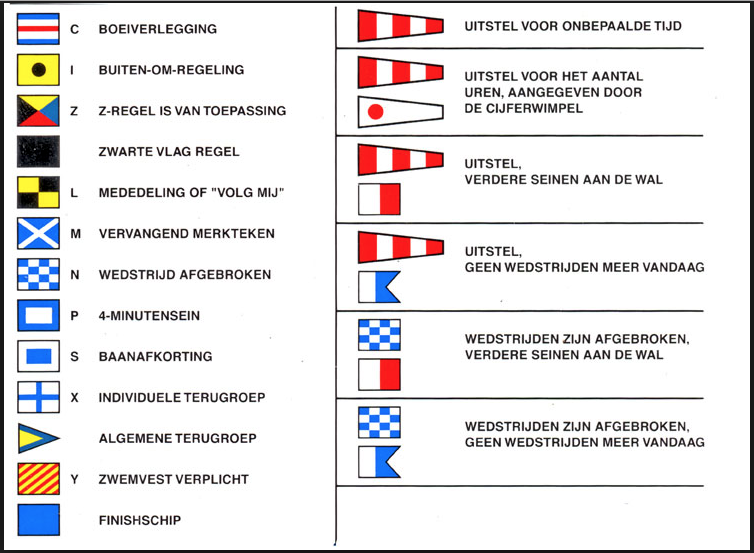 C BOEIVERLEGGING
I BUITEN-OM-REGELING
Z Z-REGEL IS VAN TOEPASSING
ZWARTE VLAG REGEL
L MEDEDELING OF "VOLG MIJ"
M VERVANGEND MERKTEKEN
N WEDSTRIJD AFGEBROKEN
P 4-MINUTENSEIN
S BAANAFKORTING
X INDIVIDUELE TERUGROEP
ALGEMENE TERUGROEP
Y ZWEMVEST VERPLICHT
FINISHSCHIP
UITSTEL VOOR ONBEPAALDE TIJD
UITSTEL VOOR HET AANTAL
UREN, AANGEGEVEN DOOR
DE CIJFERWIMPEL
UITSTEL,
VERDERE SEINEN AAN DE WAL
UITSTEL,
GEEN WEDSTRIJDEN MEER VANDAAG
WEDSTRIJDEN ZIJN AFGEBROKEN,
VERDERE SEINEN AAN DE WAL
WEDSTRIJDEN ZIJN AFGEBROKEN,
GEEN WEDSTRIJDEN MEER VANDAAG